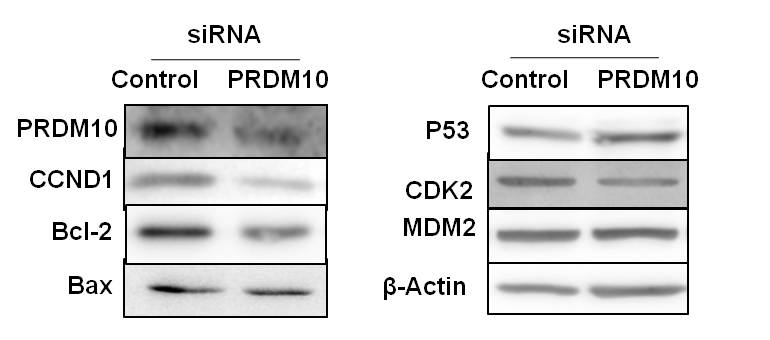 siRNA
Control PRDM10
PRDM10
CCND1
Bcl-2
Bax
siRNA
Control PRDM10
P53
CDK2
MDM2
β-Actin